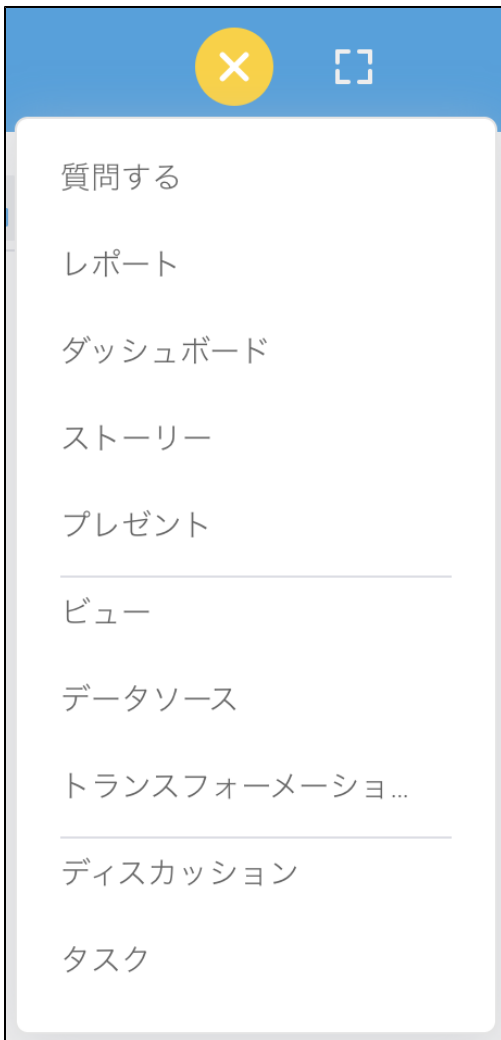 質問する
レポート
ダッシュボード
ストーリー
プレゼント
ビュー
データソース
トランスフォーメーショ...
ディスカッション
タスク